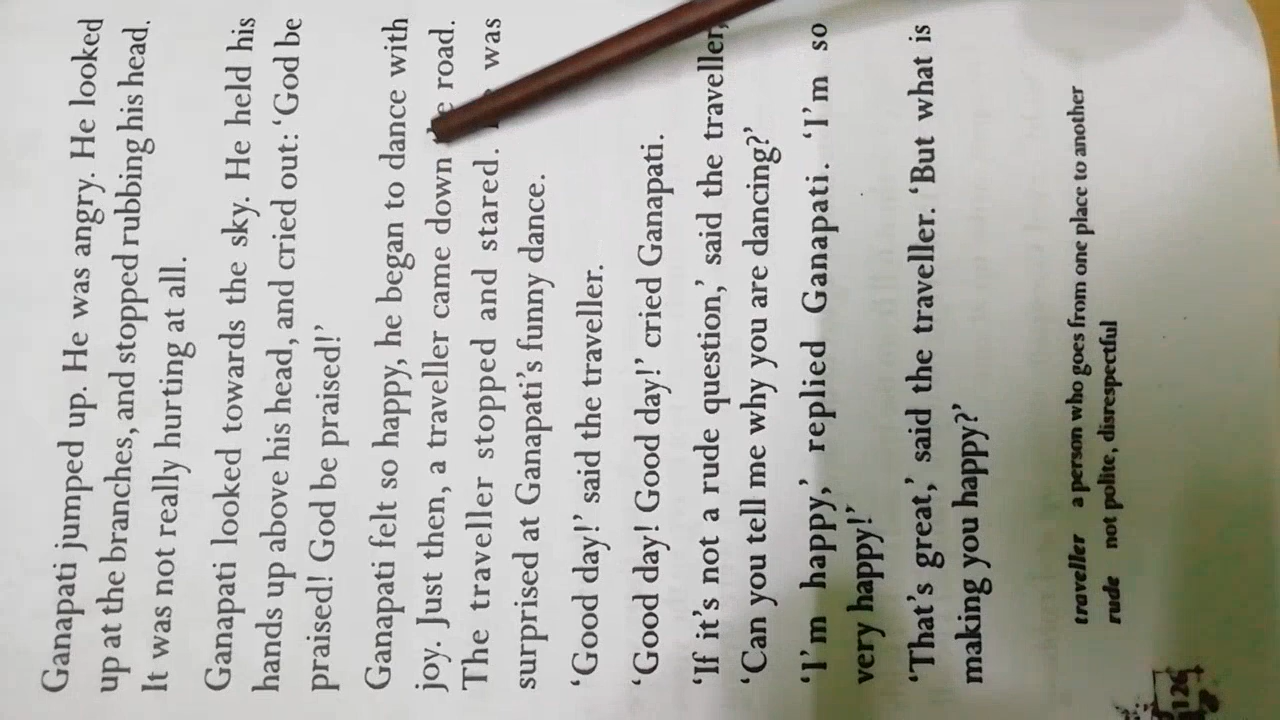 Ganapati jumped up. He was angry. He looked
up at the branches, and stopped rubbing his head.
It was not really hurting at all.
Ganapati looked towards the sky. He held his
hands up above his head, and cried out: ‘God be
praised! God be praised!’
Ganapati felt so happy, he began to dance with
joy. Just then, a traveller came down road.
The traveller stopped and stared. was
surprised at Ganapati’s funny dance.
‘Good day!’ said the traveller.
‘Good day! Good day!’ cried Ganapati.
‘If it’s not a rude question,’ said the traveller,
‘Can you tell me why you are dancing?’
‘I’m happy,’ replied Ganapati. ‘I’m so
very happy!’
‘That’s great,’ said the traveller. ‘But what is
making you happy?’
traveller a person who goes from one place to another
rude not polite, disrespectful
126